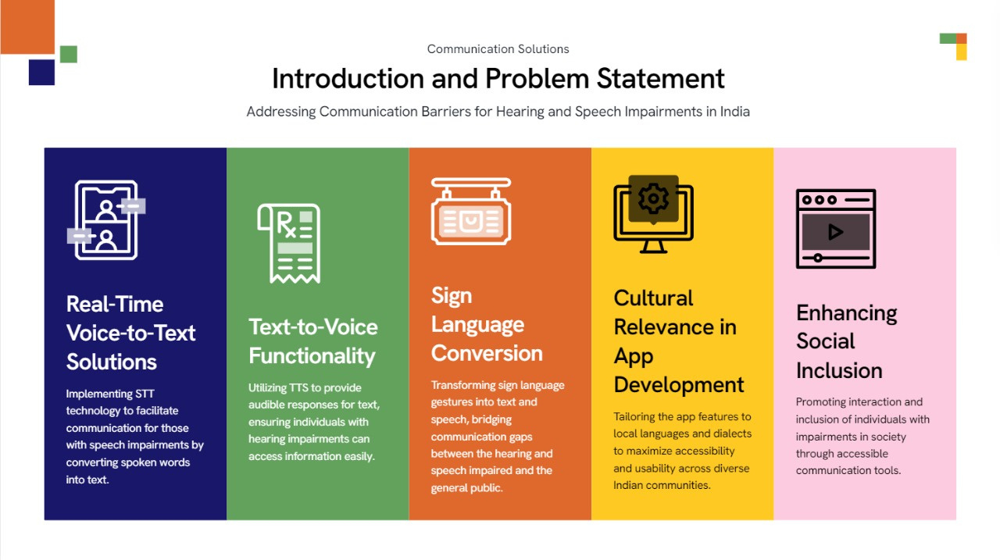 Communication Solutions
Introduction and Problem Statement
Addressing Communication Barriers for Hearing and Speech Impairments in India
Real-Time
Voice-to-Text
Solutions
Implementing STT
technology to facilitate
communication for those
with speech impairments by
converting spoken words
into text.
Rx
Text-to-Voice
Functionality
Utilizing TTS to provide
audible responses for text,
ensuring individuals with
hearing impairments can
access information easily.
Sign
Language
Conversion
Transforming sign language
gestures into text and
speech, bridging
communication gaps
between the hearing and
speech impaired and the
general public.
Cultural
Relevance in
App
Development
Tailoring the app features to
local languages and dialects
to maximize accessibility
and usability across diverse
Indian communities.
Enhancing
Social
Inclusion
Promoting interaction and
inclusion of individuals with
impairments in society
through accessible
communication tools.